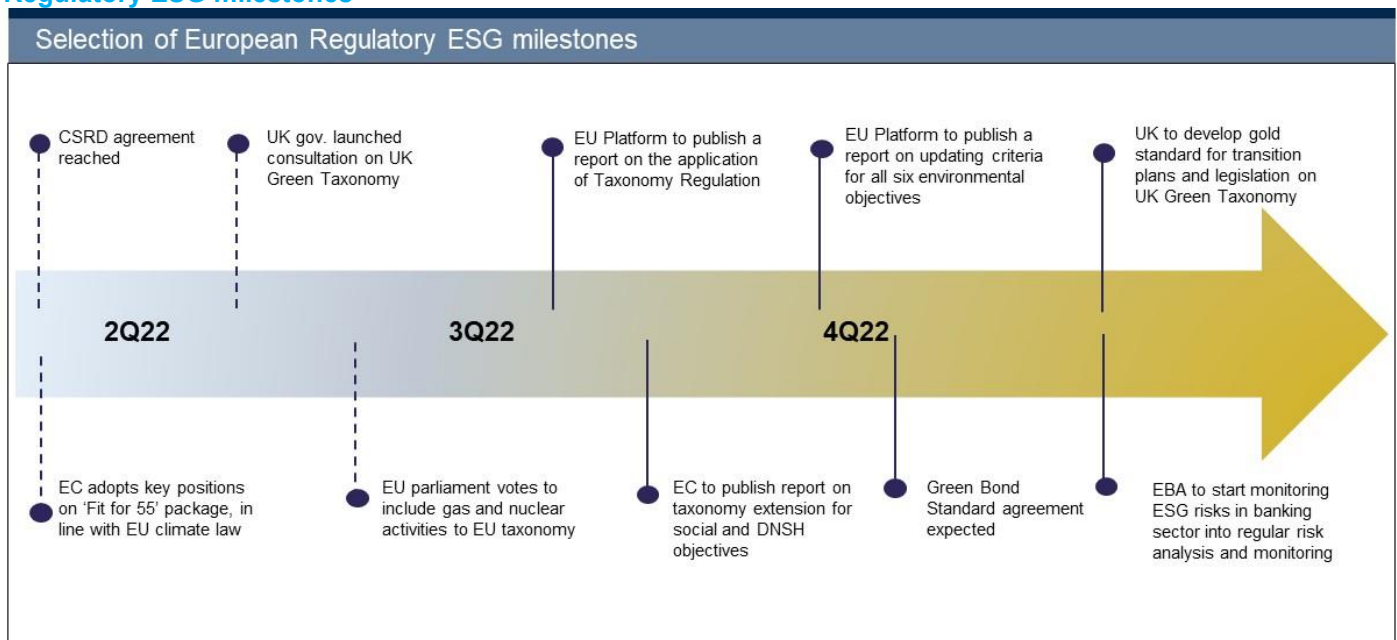 Regulatory ESG milestones
Selection of European Regulatory ESG milestones
CSRD agreement
reached
UK gov. launched
consultation on UK
Green Taxonomy
EU Platform to publish a
report on the application
of Taxonomy Regulation
EU Platform to publish a
report on updating criteria
for all six environmental
objectives
UK to develop gold
standard for transition
plans and legislation on
UK Green Taxonomy
2Q22
3Q22
4Q22
EC adopts key positions
on ‘Fit for 55’ package, in
line with EU climate law
EU parliament votes to
include gas and nuclear
activities to EU taxonomy
EC to publish report on
taxonomy extension for
social and DNSH
objectives
Green Bond
Standard agreement
expected
EBA to start monitoring
ESG risks in banking
sector into regular risk
analysis and monitoring